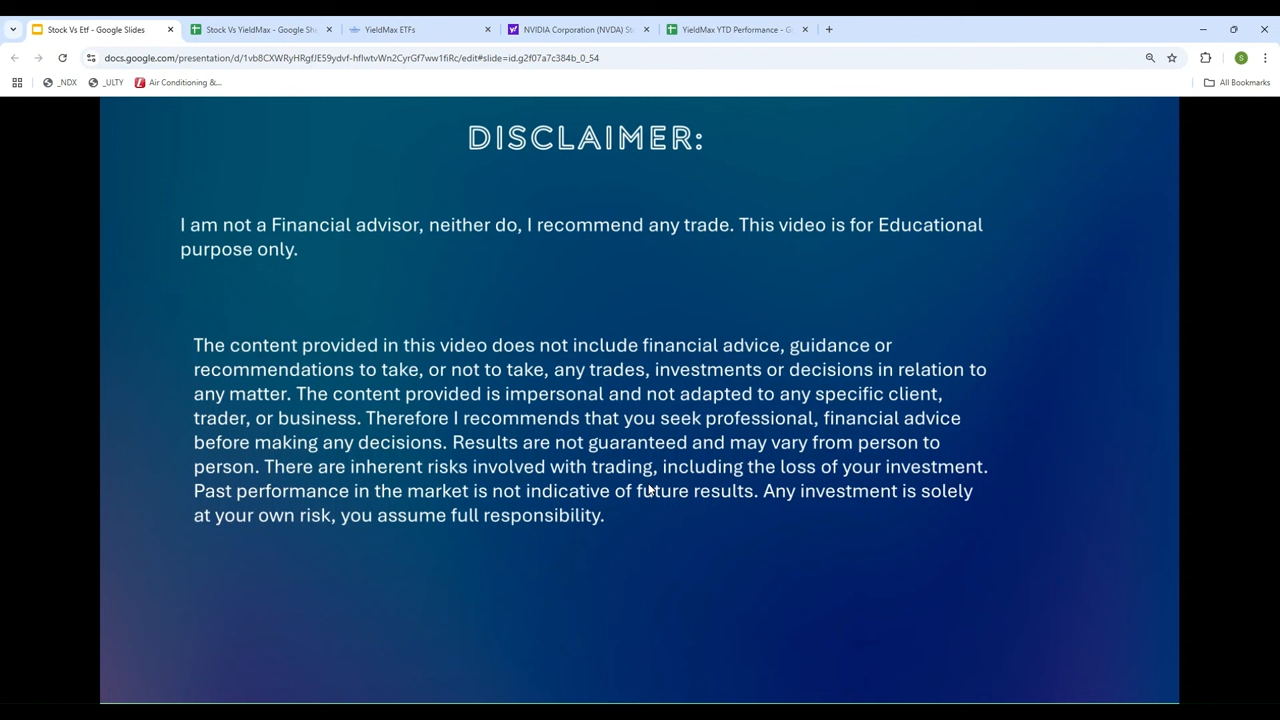 Stock Vs Etf - Google Slides
Stock Vs YieldMax - Google She
YieldMax ETFs
NVIDIA Corporation (NVDA) St
YieldMax YTD Performance - G
docs.google.com/presentation/d/1vb8CXWRyHRgfJE59ydvf-hflwtvWn2CyrGf7ww1fiRc/edit#slide=id.g2f07a7c384b_0_54
S
_NDX
_ULTY
Air Conditioning &...
All Bookmarks
DISCLAIMER:
I am not a Financial advisor, neither do, I recommend any trade. This video is for Educational
purpose only.
The content provided in this video does not include financial advice, guidance or
recommendations to take, or not to take, any trades, investments or decisions in relation to
any matter. The content provided is impersonal and not adapted to any specific client,
trader, or business. Therefore I recommends that you seek professional, financial advice
before making any decisions. Results are not guaranteed and may vary from person to
person. There are inherent risks involved with trading, including the loss of your investment.
Past performance in the market is not indicative of future results. Any investment is solely
at your own risk, you assume full responsibility.